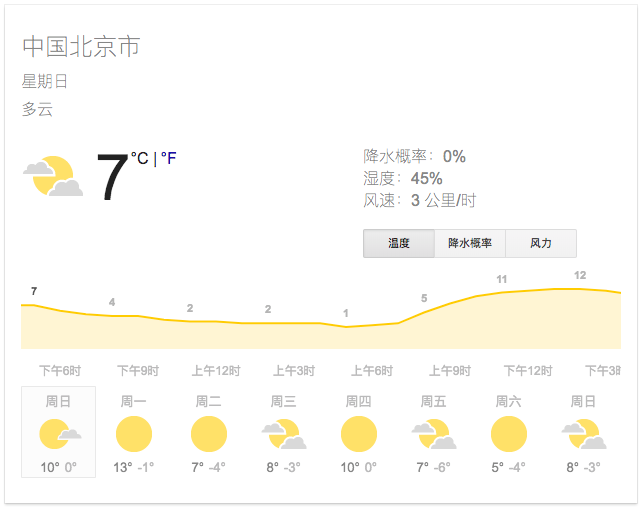 中国北京市
星期日
多云
7 °C | °F
降水概率：0%
湿度：45%
风速：3 公里/时
温度 降水概率 风力
7 4 2 2 1 5 11 12
下午6时 下午9时 上午12时 上午3时 上午6时 上午9时 下午12时 下午3时
周日 周一 周二 周三 周四 周五 周六 周日
10° 0° 13° -1° 7° -4° 8° -3° 10° 0° 7° -6° 5° -4° 8° -3°